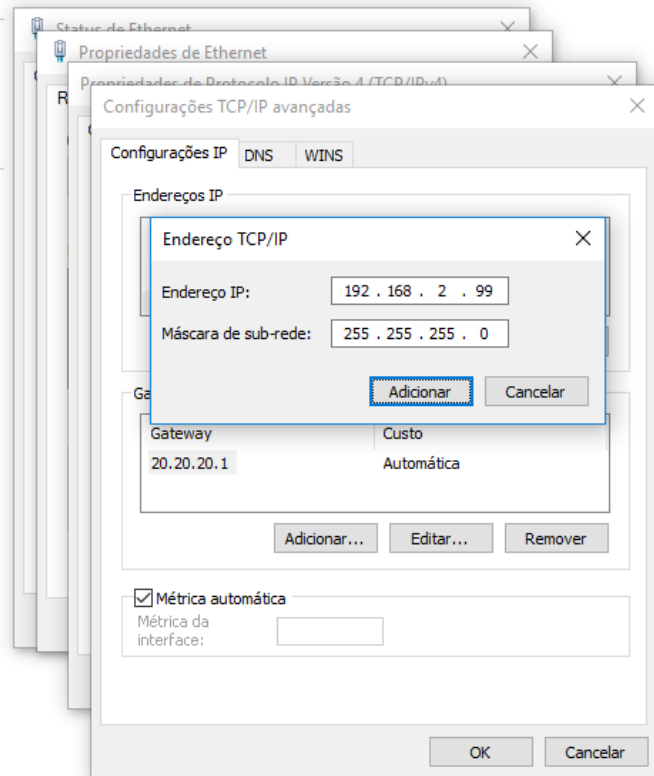 Status de Ethernet
Propriedades de Ethernet
Propriedades de Protocolo IP Versão 4 (TCP/IPv4)
R
Configurações TCP/IP avançadas
Configurações IP DNS WINS
Endereços IP
Endereço TCP/IP
Endereço IP: 192 . 168 . 2 . 99
Máscara de sub-rede: 255 . 255 . 255 . 0
Adicionar Cancelar
Ga
Gateway Custo
20.20.20.1 Automática
Adicionar... Editar... Remover
Métrica automática
Métrica da
interface:
OK Cancelar